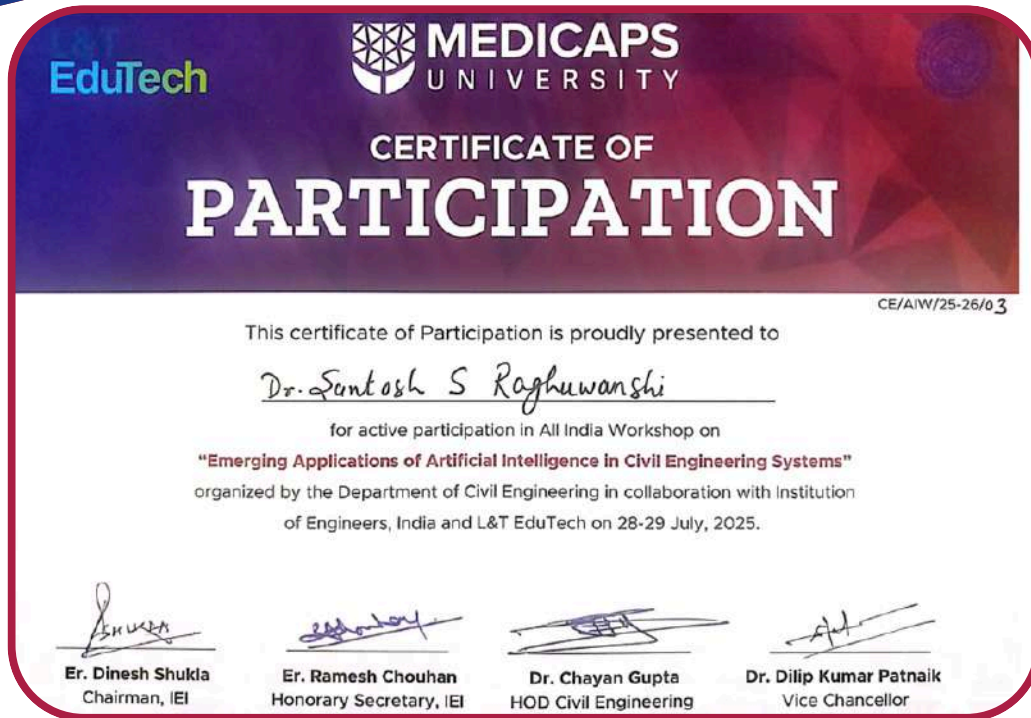 L&T
EduTech
MEDICAPS
UNIVERSITY
CERTIFICATE OF
PARTICIPATION
CE/AIW/25-26/03
This certificate of Participation is proudly presented to
Dr. Santosh S Raghuwanshi
for active participation in All India Workshop on
"Emerging Applications of Artificial Intelligence in Civil Engineering Systems"
organized by the Department of Civil Engineering in collaboration with Institution
of Engineers, India and L&T EduTech on 28-29 July, 2025.
Er. Dinesh Shukla
Chairman, IEI
Er. Ramesh Chouhan
Honorary Secretary, IEI
Dr. Chayan Gupta
HOD Civil Engineering
Dr. Dilip Kumar Patnaik
Vice Chancellor